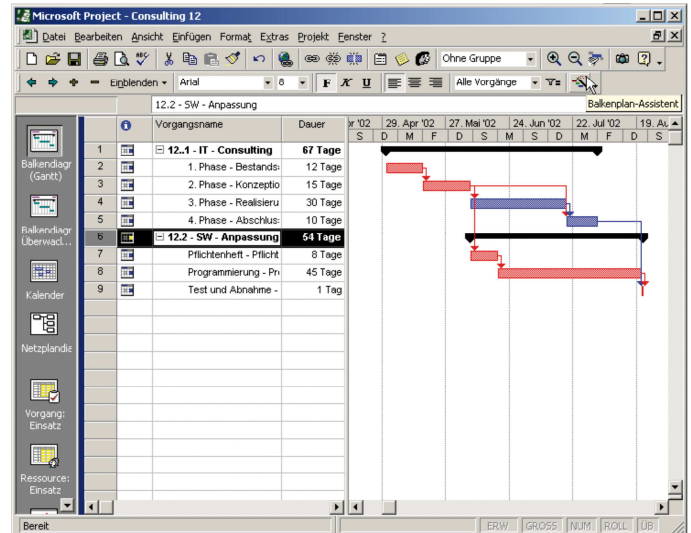 Microsoft Project - Consulting 12
Datei Bearbeiten Ansicht Einfügen Format Extras Projekt Fenster ?
Ohne Gruppe
Einblenden Arial 8 F K U Alle Vorgänge
12.2 - SW - Anpassung
Balkenplan-Assistent
Vorgangsname Dauer
pr '02 29. Apr '02 27. Mai '02 24. Jun '02 22. Jul '02 19. Au
S D M F D S M S D M F D S
1 12..1 - IT - Consulting 67 Tage
2 1. Phase - Bestands 12 Tage
3 2. Phase - Konzeptio 15 Tage
4 3. Phase - Realisieru 30 Tage
5 4. Phase - Abschlus 10 Tage
6 12.2 - SW - Anpassung 54 Tage
7 Pflichtenheft - Pflicht 8 Tage
8 Programmierung - Pr 45 Tage
9 Test und Abnahme - 1 Tag
Balkendiagr
(Gantt)
Balkendiagr
Überwacl...
Kalender
Netzplandia
Vorgang:
Einsatz
Ressource:
Einsatz
Bereit
ERW GROSS NUM ROLL ÜB